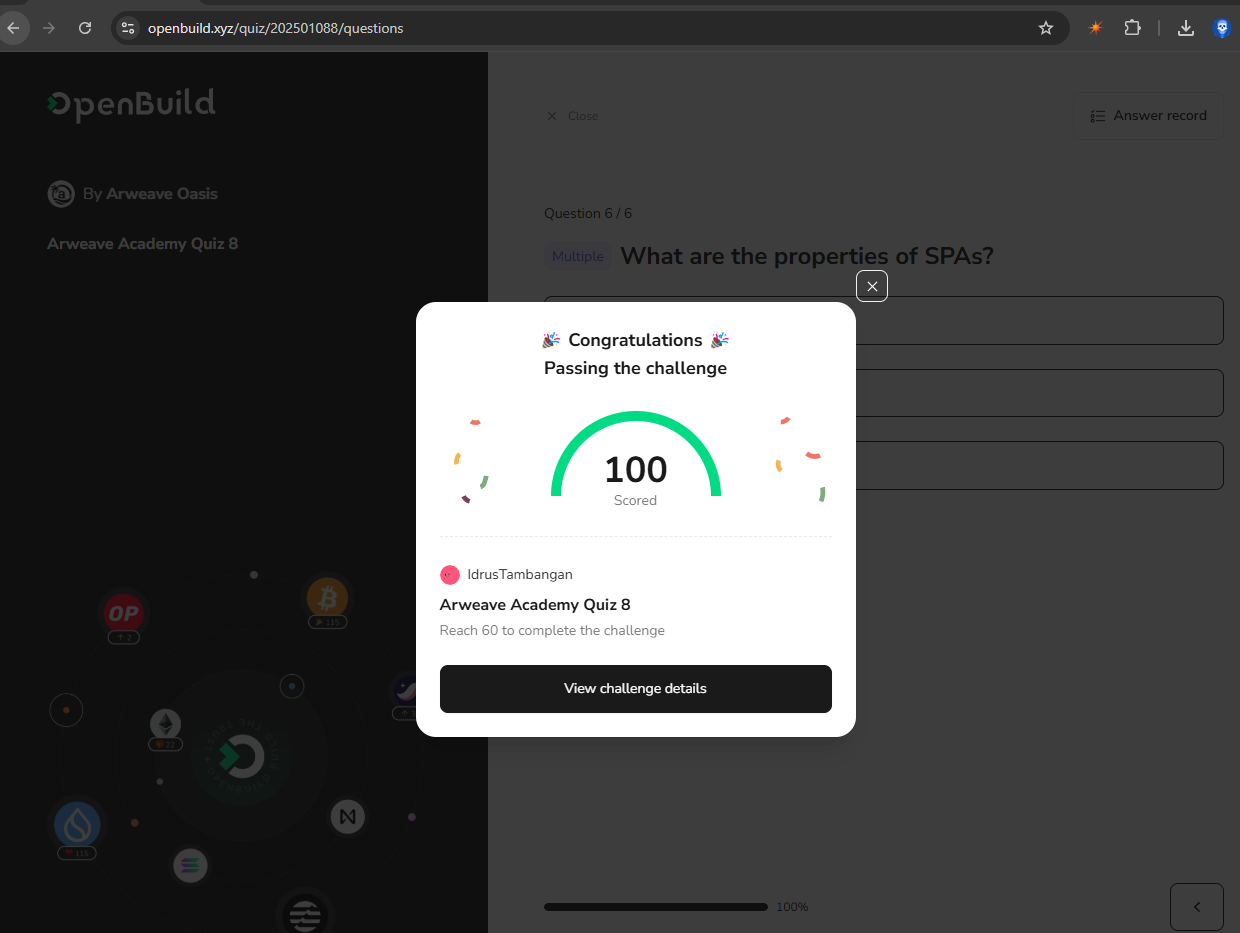 openbuild.xyz/quiz/202501088/questions
OpenBuild
By Arweave Oasis
Arweave Academy Quiz 8
Close
Answer record
Question 6 / 6
Multiple What are the properties of SPAs?
🎉 Congratulations 🎉
Passing the challenge
100
Scored
IdrusTambangan
Arweave Academy Quiz 8
Reach 60 to complete the challenge
View challenge details
OP
2
115
22
115
100%